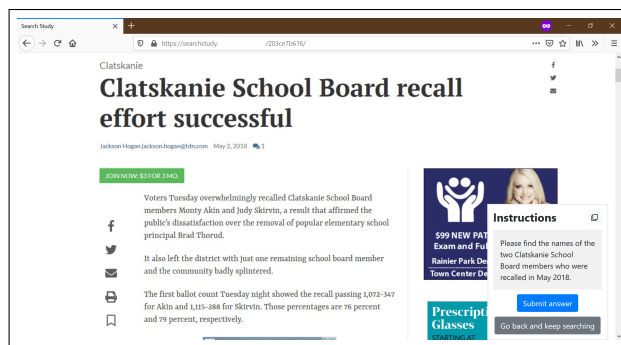 Search Study
https://searchstudy. /203ce7b616/
Clatskanie
Clatskanie School Board recall
effort successful
Jackson Hogan jackson.hogan@tdn.com May 2, 2018 1
JOIN NOW: $3 FOR 3 MO.
Voters Tuesday overwhelmingly recalled Clatskanie School Board
members Monty Akin and Judy Skirvin, a result that affirmed the
public's dissatisfaction over the removal of popular elementary school
principal Brad Thorud.
It also left the district with just one remaining school board member
and the community badly splintered.
The first ballot count Tuesday night showed the recall passing 1,072-347
for Akin and 1,115-288 for Skirvin. Those percentages are 76 percent
and 79 percent, respectively.
$99 NEW PAT
Exam and Ful
Rainier Park De
Town Center De
Prescripti
Glasses
STARTING AT
Instructions
Please find the names of the
two Clatskanie School
Board members who were
recalled in May 2018.
Submit answer
Go back and keep searching